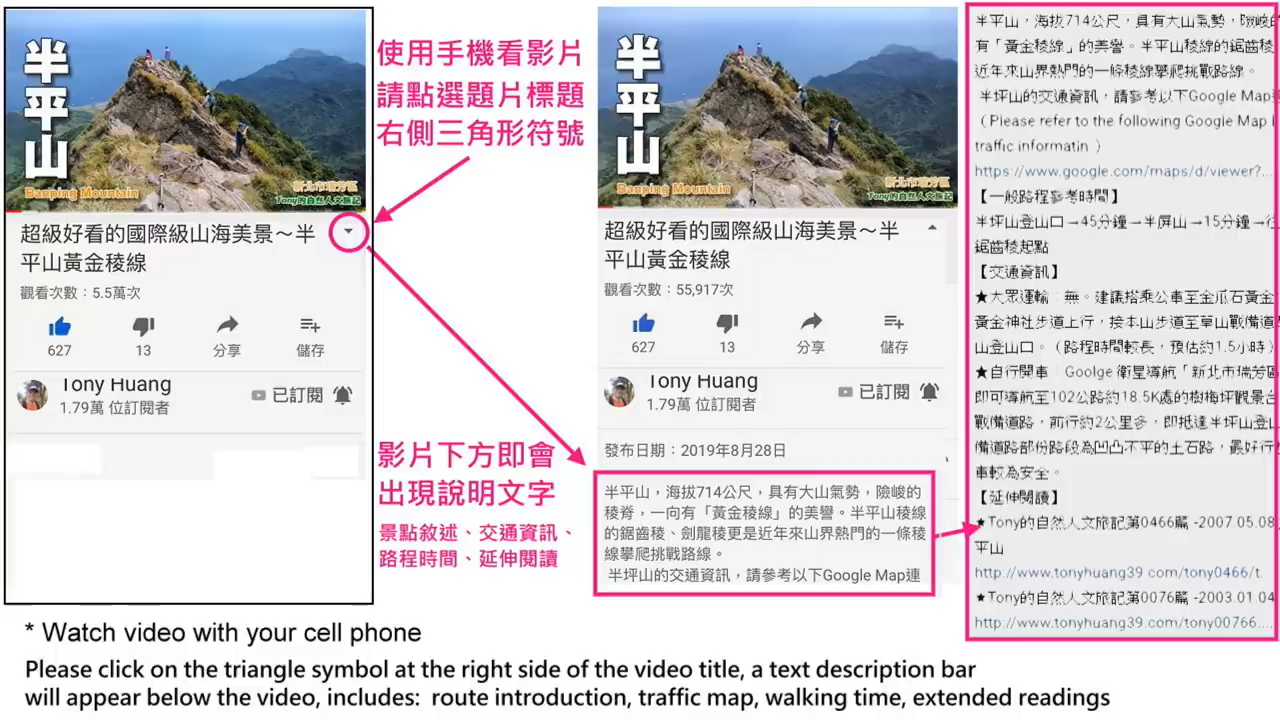 半平山
Banping Mountain
新北市瑞芳區
Tony的自然人文旅記
超級好看的國際級山海美景～半
平山黃金稜線
觀看次數：5.5萬次
627
13
分享
儲存
Tony Huang
1.79萬 位訂閱者
已訂閱
使用手機看影片
請點選題片標題
右側三角形符號
影片下方即會
出現說明文字
景點敘述、交通資訊、
路程時間、延伸閱讀
半平山
Banping Mountain
新北市瑞芳區
Tony的自然人文旅記
超級好看的國際級山海美景～半
平山黃金稜線
觀看次數：55,917次
627
13
分享
儲存
Tony Huang
1.79萬 位訂閱者
已訂閱
發布日期：2019年8月28日
半平山，海拔714公尺，具有大山氣勢，險峻的
稜脊，一向有「黃金稜線」的美譽。半平山稜線
的鋸齒稜、劍龍稜更是近年來山界熱門的一條稜
線攀爬挑戰路線。
半坪山的交通資訊，請參考以下Google Map連
半平山，海拔714公尺，具有大山氣勢，險峻
有「黃金稜線」的美譽。半平山稜線的鋸齒稜
近年來山界熱門的一條稜線攀爬挑戰路線。
半坪山的交通資訊，請參考以下Google Map
（Please refer to the following Google Map
traffic informatin ）
https://www.google.com/maps/d/viewer?...
【一般路程參考時間】
半坪山登山口→45分鐘→半屏山→15分鐘→往
鋸齒稜起點
【交通資訊】
★大眾運輸：無。建議搭乘公車至金瓜石黃金
黃金神社步道上行，接本山步道至草山戰備道
山登山口。（路程時間較長，預估約1.5小時）
★自行開車：Goolge 衛星導航「新北市瑞芳區
即可導航至102公路約18.5K處的樹梅坪觀景台
戰備道路，前行約2公里多，即抵達半坪山登山
備道路部份路段為凹凸不平的土石路，最好行
車較為安全。
【延伸閱讀】
★Tony的自然人文旅記第0466篇 -2007.05.08
平山
http://www.tonyhuang39.com/tony0466/t.
★Tony的自然人文旅記第0076篇 -2003.01.04
http://www.tonyhuang39.com/tony00766....
* Watch video with your cell phone
Please click on the triangle symbol at the right side of the video title, a text description bar
will appear below the video, includes: route introduction, traffic map, walking time, extended readings